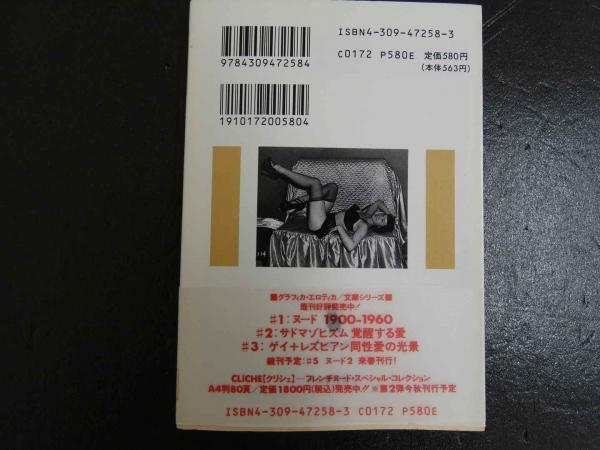 ISBN4-309-47258-3
C0172 P580E 定価580円
(本体563円)
9784309472584
1910172005804
■グラフィカ・エロティカ/文庫シリーズ■
既刊好評発売中!
#1:ヌード 1900-1960
#2:サドマゾヒズム 覚醒する愛
#3:ゲイ+レズビアン 同性愛の光景
続刊予定:#5 ヌード2 来春刊行!
CLiCHE[クリシェ]—フレンチヌード・スペシャル・コレクション
A4判80頁/定価1800円(税込)発売中!! ※第2弾今秋刊行予定
ISBN4-309-47258-3 C0172 P580E